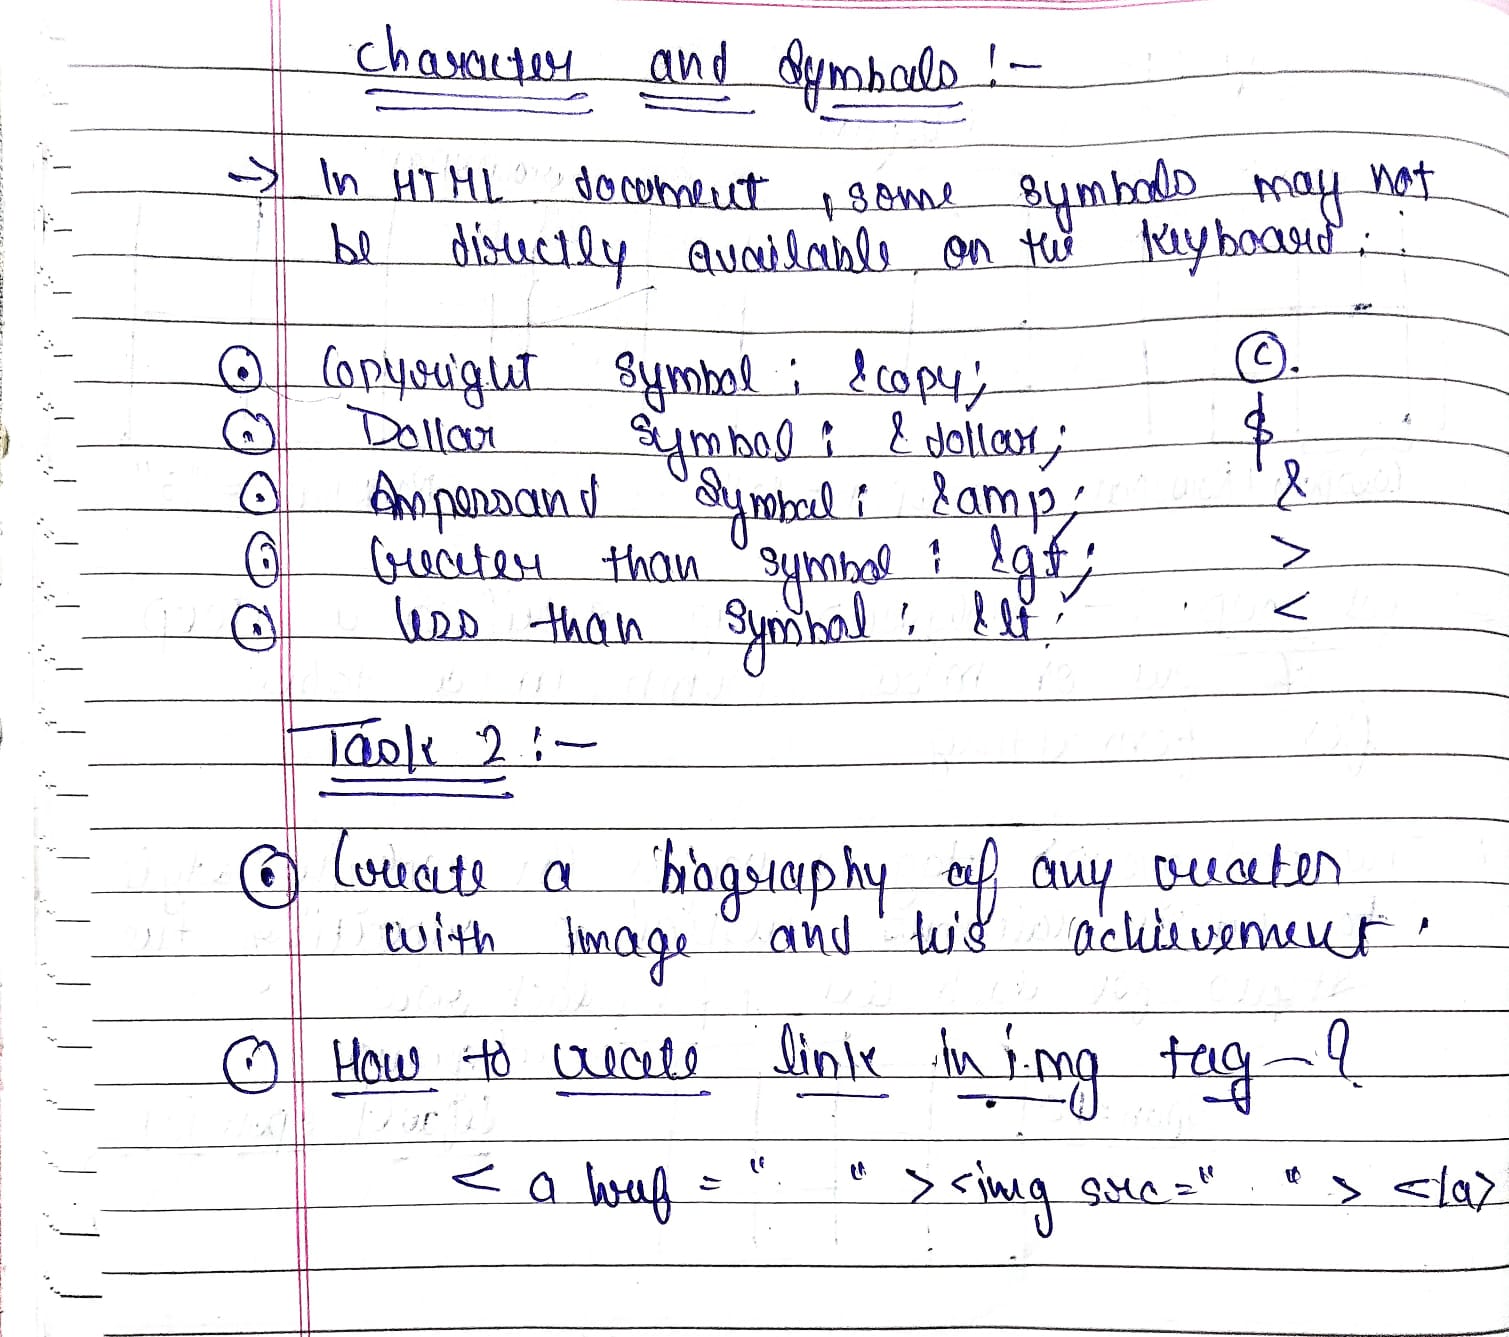 Character and Symbols :-
→ In HTML document, some symbols may not
be directly available on the keyboard.
Copyright Symbol : &copy; ©.
Dollar Symbol : &dollar; $
Ampersand Symbol : &amp; &
Greater than symbol : &gt; >
less than symbol : &lt; <
Task 2 :-
Create a biography of any
with image and his achievement.
How to create link in img tag - ?
<a href = " " > <img src = " " > </a>